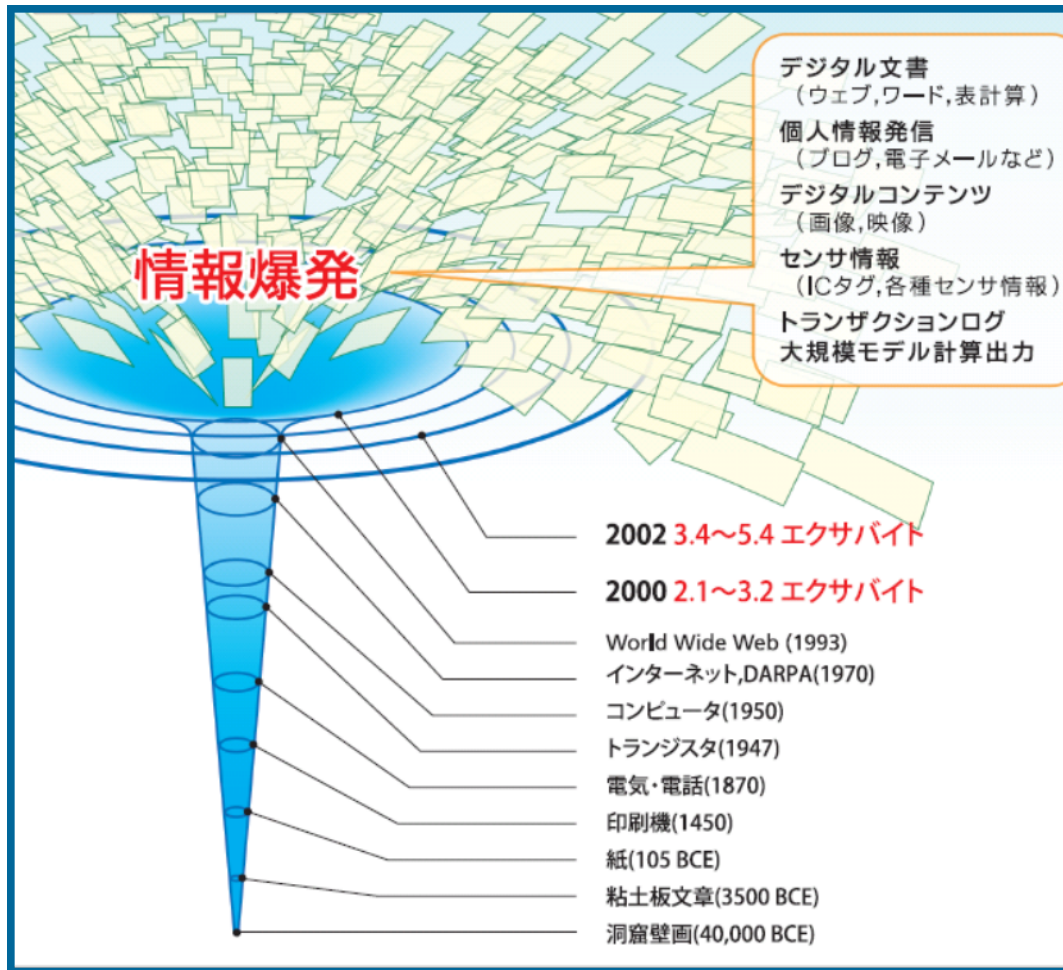 デジタル文書
（ウェブ,ワード,表計算）
個人情報発信
（ブログ,電子メールなど）
デジタルコンテンツ
（画像,映像）
センサ情報
（ICタグ,各種センサ情報）
トランザクションログ
大規模モデル計算出力
情報爆発
2002 3.4〜5.4 エクサバイト
2000 2.1〜3.2 エクサバイト
World Wide Web (1993)
インターネット,DARPA(1970)
コンピュータ(1950)
トランジスタ(1947)
電気・電話(1870)
印刷機(1450)
紙(105 BCE)
粘土板文章(3500 BCE)
洞窟壁画(40,000 BCE)